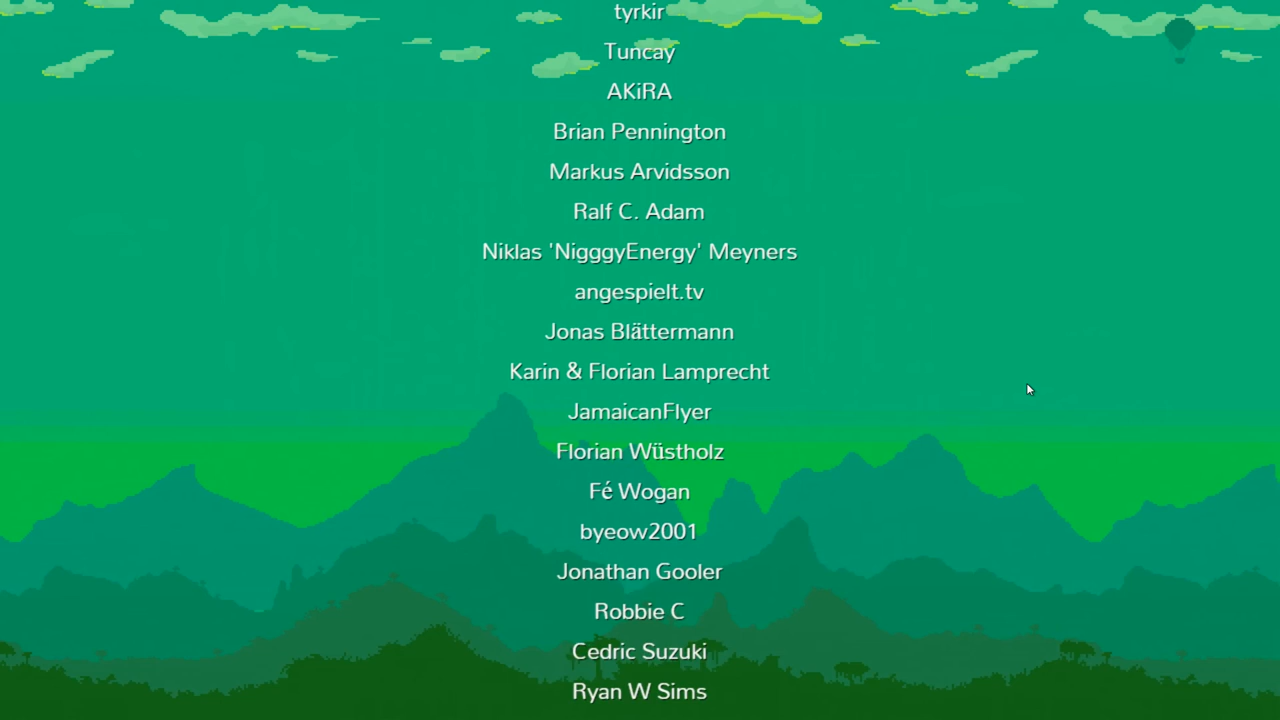 tyrkir
Tuncay
AKiRA
Brian Pennington
Markus Arvidsson
Ralf C. Adam
Niklas 'NigggyEnergy' Meyners
angespielt.tv
Jonas Blättermann
Karin & Florian Lamprecht
JamaicanFlyer
Florian Wüstholz
Fé Wogan
byeow2001
Jonathan Gooler
Robbie C
Cedric Suzuki
Ryan W Sims